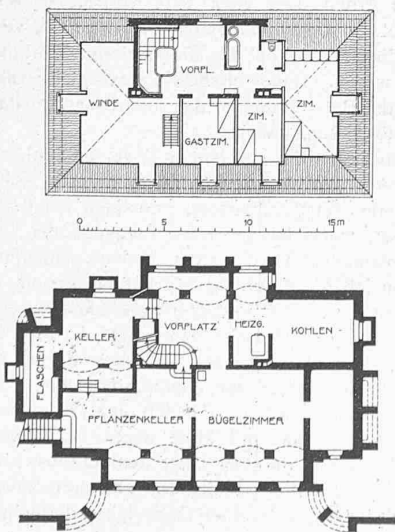 VORPL.
WINDE
GASTZIM.
ZIM.
ZIM.
0 5 10 15m
KELLER
VORPLATZ
HEIZG.
KOHLEN
FLASCHEN
PFLANZENKELLER
BÜGELZIMMER